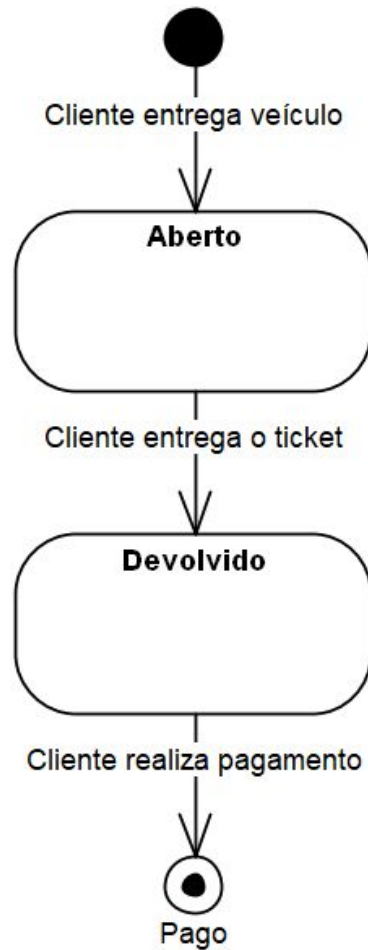 Cliente entrega veículo
Aberto
Cliente entrega o ticket
Devolvido
Cliente realiza pagamento
Pago